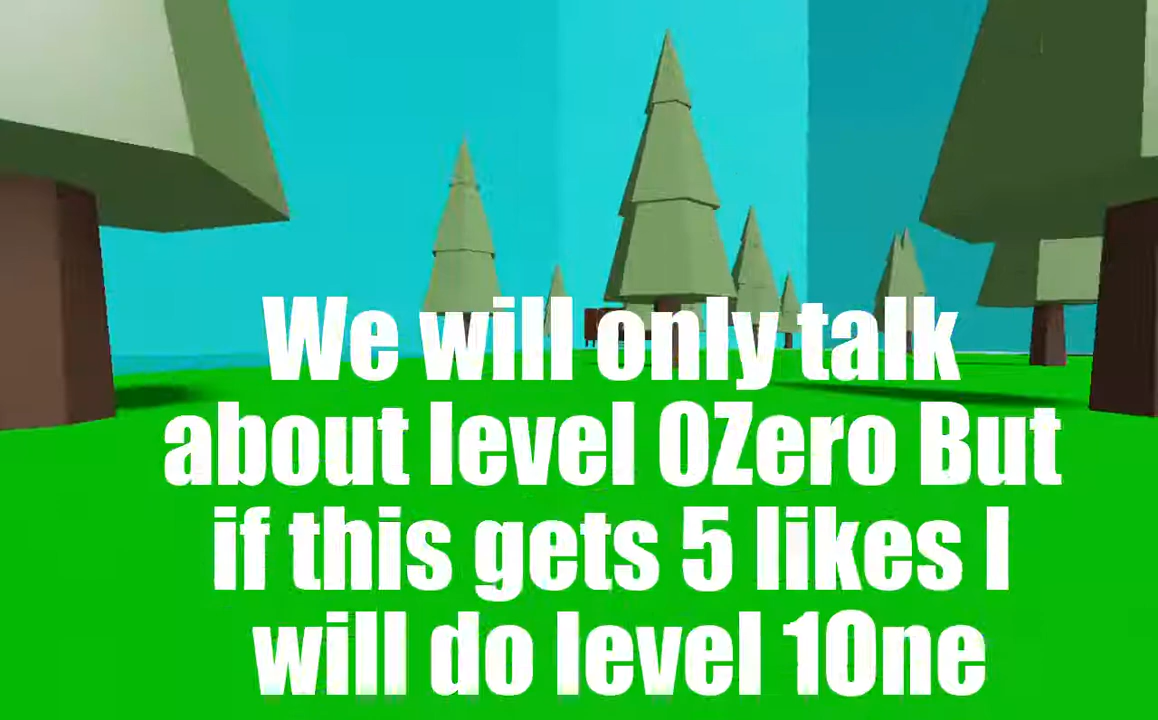 We will only talk
about level 0Zero But
if this gets 5 likes I
will do level 1One